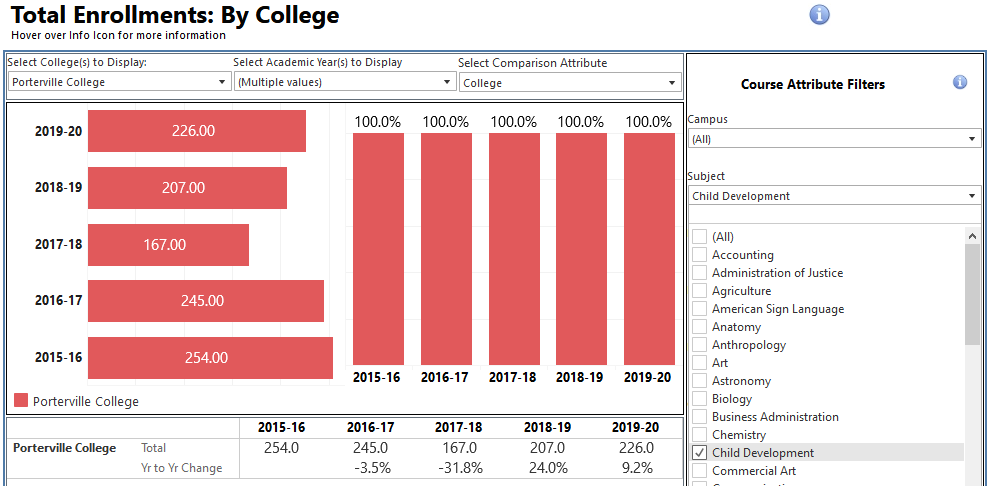 Total Enrollments: By College
Hover over Info Icon for more information
Select College(s) to Display:
Select Academic Year(s) to Display
Select Comparison Attribute
Porterville College
(Multiple values)
College
2019-20
226.00
2018-19
207.00
2017-18
167.00
2016-17
245.00
2015-16
254.00
100.0% 100.0% 100.0% 100.0% 100.0%
2015-16 2016-17 2017-18 2018-19 2019-20
Porterville College
2015-16 2016-17 2017-18 2018-19 2019-20
Porterville College Total 254.0 245.0 167.0 207.0 226.0
Yr to Yr Change -3.5% -31.8% 24.0% 9.2%
Course Attribute Filters
Campus
(All)
Subject
Child Development
(All)
Accounting
Administration of Justice
Agriculture
American Sign Language
Anatomy
Anthropology
Art
Astronomy
Biology
Business Administration
Chemistry
Child Development
Commercial Art